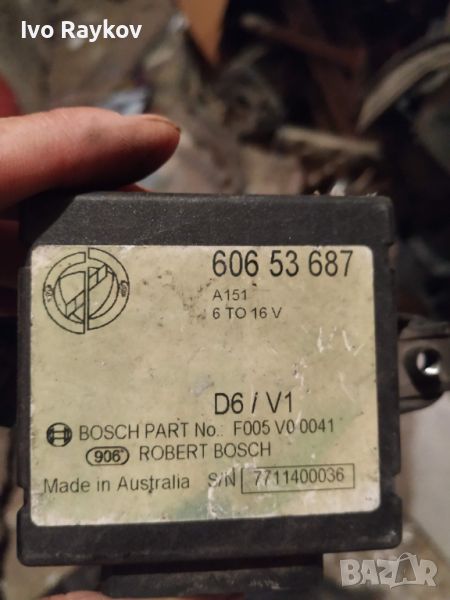 Ivo Raykov
606 53 687
A151
6 TO 16 V
D6 / V1
BOSCH PART No.: F005 V0 0041
906 ROBERT BOSCH
Made in Australia S/N 7711400036
BAZAR